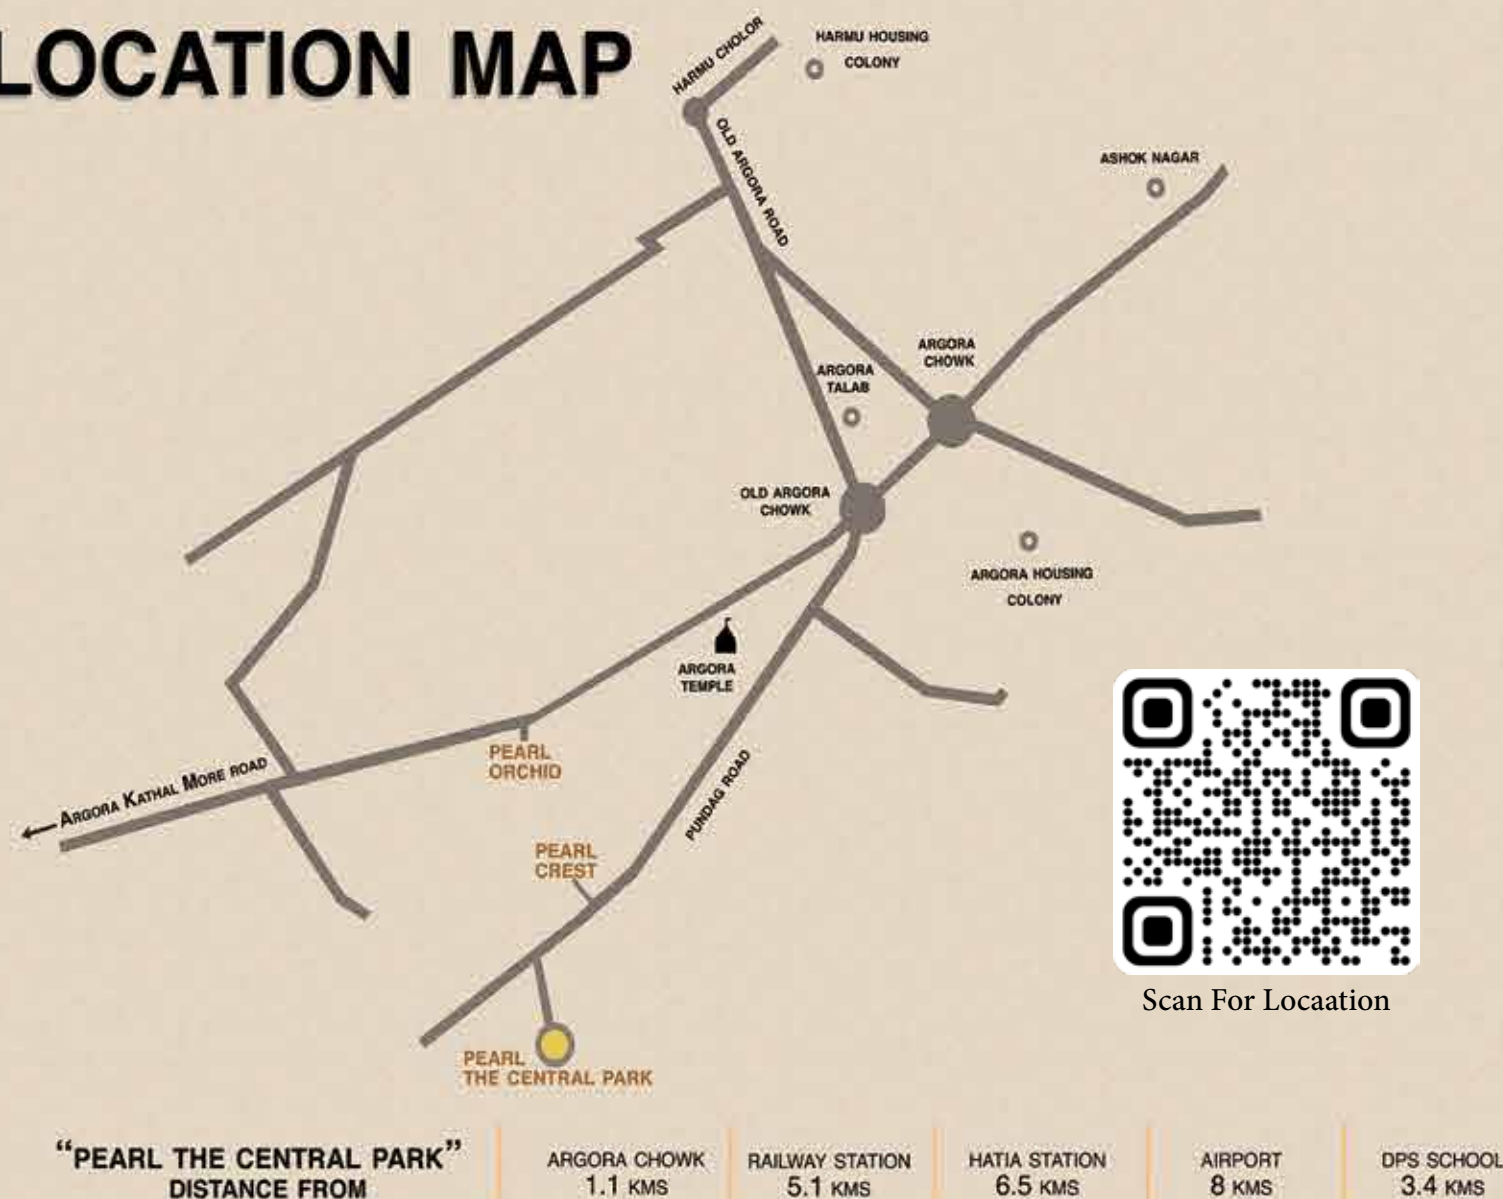 LOCATION MAP
HARMU CHOLOR
HARMU HOUSING
COLONY
OLD ARGORA ROAD
ASHOK NAGAR
ARGORA
CHOWK
ARGORA
TALAB
OLD ARGORA
CHOWK
ARGORA HOUSING
COLONY
ARGORA
TEMPLE
PEARL
ORCHID
ARGORA KATHAL MORE ROAD
PUNDAG ROAD
PEARL
CREST
Scan For Locaation
PEARL
THE CENTRAL PARK
“PEARL THE CENTRAL PARK”
DISTANCE FROM
ARGORA CHOWK
1.1 KMS
RAILWAY STATION
5.1 KMS
HATIA STATION
6.5 KMS
AIRPORT
8 KMS
DPS SCHOOL
3.4 KMS